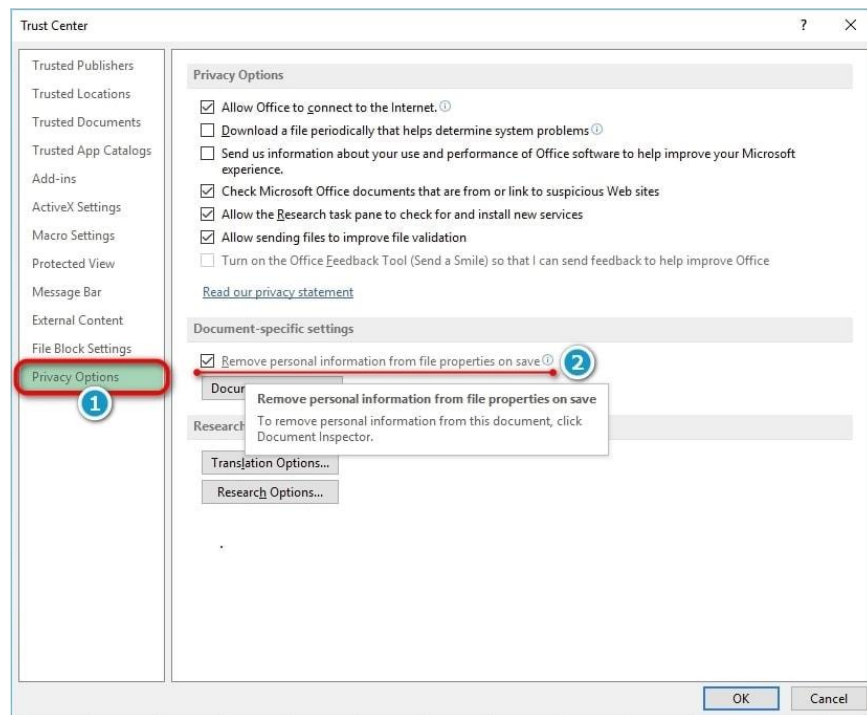 Trust Center
?
Trusted Publishers
Trusted Locations
Trusted Documents
Trusted App Catalogs
Add-ins
ActiveX Settings
Macro Settings
Protected View
Message Bar
External Content
File Block Settings
Privacy Options
1
Privacy Options
Allow Office to connect to the Internet.
Download a file periodically that helps determine system problems
Send us information about your use and performance of Office software to help improve your Microsoft
experience.
Check Microsoft Office documents that are from or link to suspicious Web sites
Allow the Research task pane to check for and install new services
Allow sending files to improve file validation
Turn on the Office Feedback Tool (Send a Smile) so that I can send feedback to help improve Office
Read our privacy statement
Document-specific settings
Remove personal information from file properties on save
2
Remove personal information from file properties on save
To remove personal information from this document, click
Document Inspector.
Research
Translation Options...
Research Options...
OK
Cancel